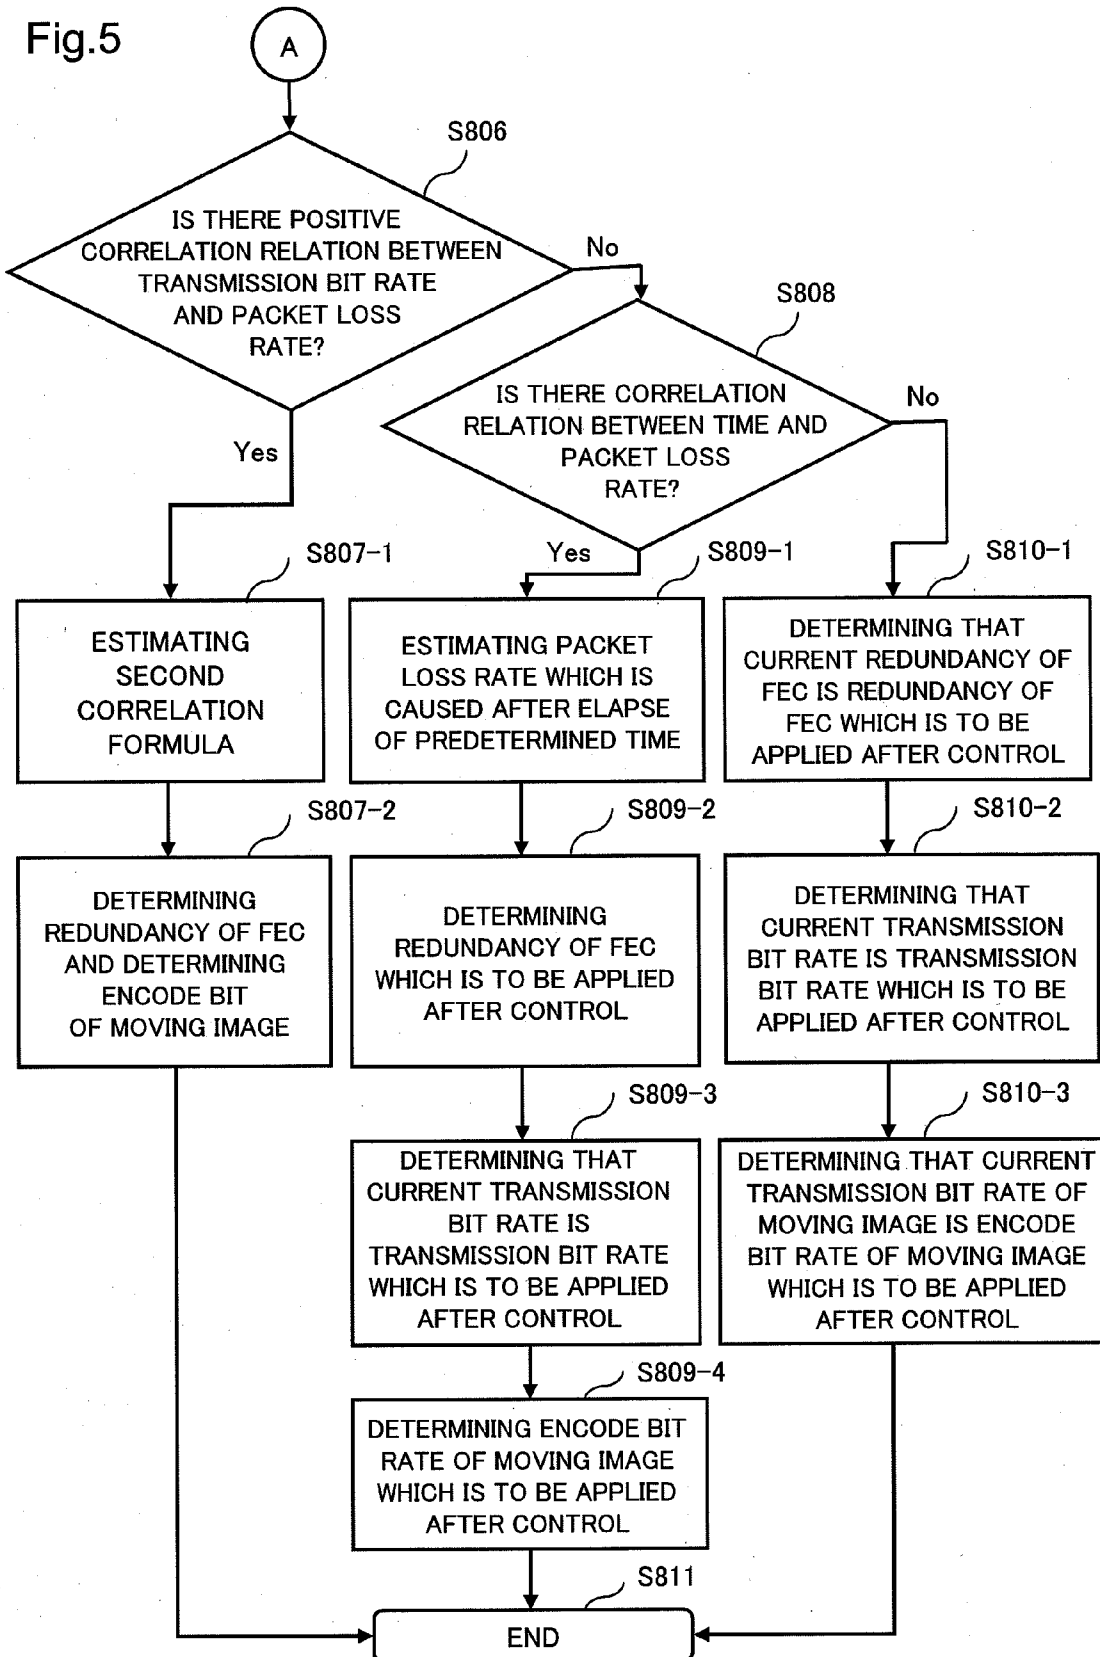 Fig.5
A
S806
IS THERE POSITIVE
CORRELATION RELATION BETWEEN
TRANSMISSION BIT RATE
AND PACKET LOSS
RATE?
No
Yes
S808
IS THERE CORRELATION
RELATION BETWEEN TIME AND
PACKET LOSS
RATE?
No
Yes
S807-1
ESTIMATING
SECOND
CORRELATION
FORMULA
S809-1
ESTIMATING PACKET
LOSS RATE WHICH IS
CAUSED AFTER ELAPSE
OF PREDETERMINED TIME
S810-1
DETERMINING THAT
CURRENT REDUNDANCY OF
FEC IS REDUNDANCY OF
FEC WHICH IS TO BE
APPLIED AFTER CONTROL
S807-2
DETERMINING
REDUNDANCY OF FEC
AND DETERMINING
ENCODE BIT
OF MOVING IMAGE
S809-2
DETERMINING
REDUNDANCY OF FEC
WHICH IS TO BE APPLIED
AFTER CONTROL
S810-2
DETERMINING THAT
CURRENT TRANSMISSION
BIT RATE IS TRANSMISSION
BIT RATE WHICH IS TO BE
APPLIED AFTER CONTROL
S809-3
DETERMINING THAT
CURRENT TRANSMISSION
BIT RATE IS
TRANSMISSION BIT RATE
WHICH IS TO BE APPLIED
AFTER CONTROL
S810-3
DETERMINING THAT CURRENT
TRANSMISSION BIT RATE OF
MOVING IMAGE IS ENCODE
BIT RATE OF MOVING IMAGE
WHICH IS TO BE APPLIED
AFTER CONTROL
S809-4
DETERMINING ENCODE BIT
RATE OF MOVING IMAGE
WHICH IS TO BE APPLIED
AFTER CONTROL
S811
END